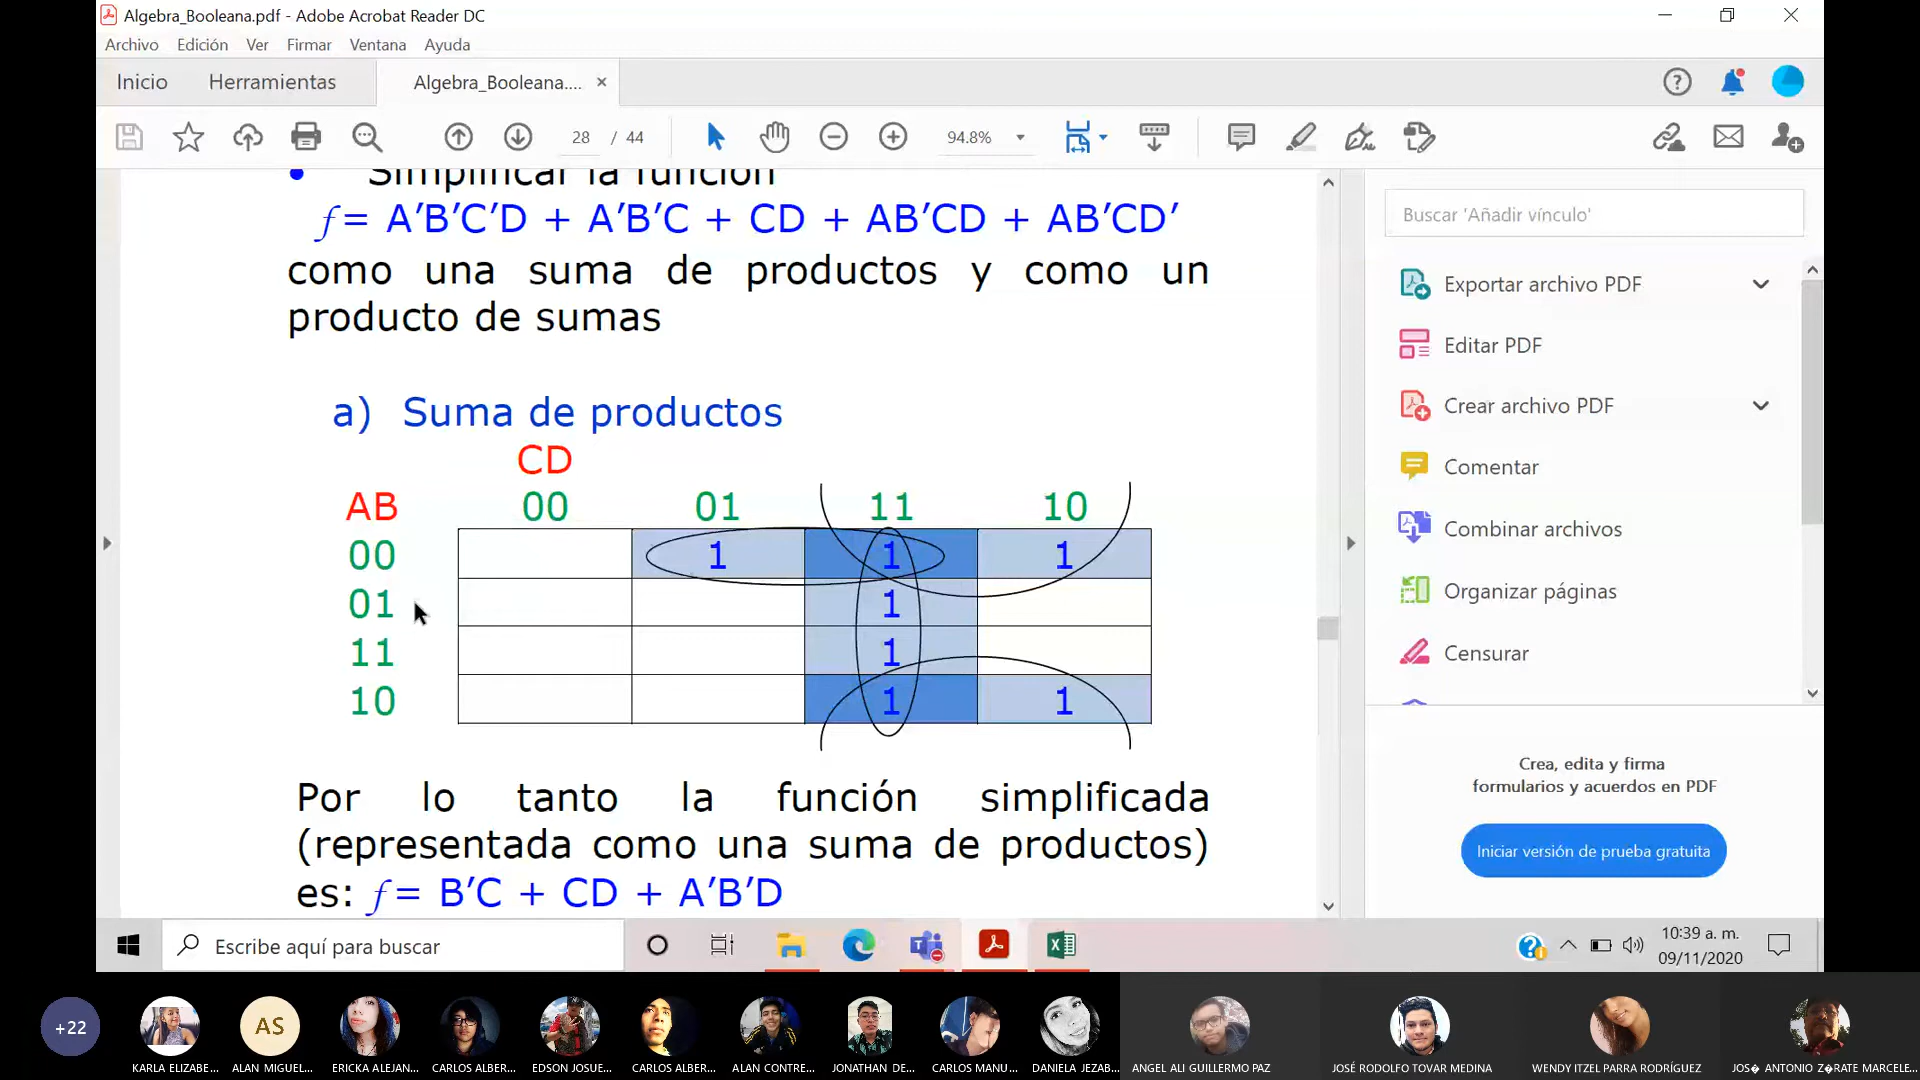 Algebra_Booleana.pdf - Adobe Acrobat Reader DC
Archivo Edición Ver Firmar Ventana Ayuda
Inicio Herramientas Algebra_Booleana.... ×
28 / 44 94.8%
Simplificar la función
f = A'B'C'D + A'B'C + CD + AB'CD + AB'CD'
como una suma de productos y como un
producto de sumas
a) Suma de productos
CD
AB 00 01 11 10
00 1 1 1
01 1
11 1
10 1 1
Por lo tanto la función simplificada
(representada como una suma de productos)
es: f = B'C + CD + A'B'D
Buscar 'Añadir vínculo'
Exportar archivo PDF
Editar PDF
Crear archivo PDF
Comentar
Combinar archivos
Organizar páginas
Censurar
Crea, edita y firma
formularios y acuerdos en PDF
Iniciar versión de prueba gratuita
Escribe aquí para buscar
10:39 a. m.
09/11/2020
+22 AS
KARLA ELIZABE... ALAN MIGUEL... ERICKA ALEJAN... CARLOS ALBER... EDSON JOSUE... CARLOS ALBER... ALAN CONTRE... JONATHAN DE... CARLOS MANU... DANIELA JEZAB... ANGEL ALI GUILLERMO PAZ JOSÉ RODOLFO TOVAR MEDINA WENDY ITZEL PARRA RODRÍGUEZ JOS� ANTONIO Z�RATE MARCELE...